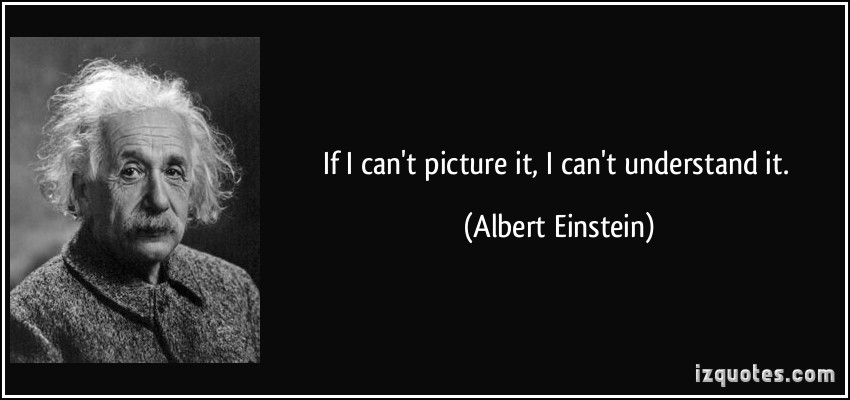 If I can't picture it, I can't understand it.
(Albert Einstein)
izquotes.com